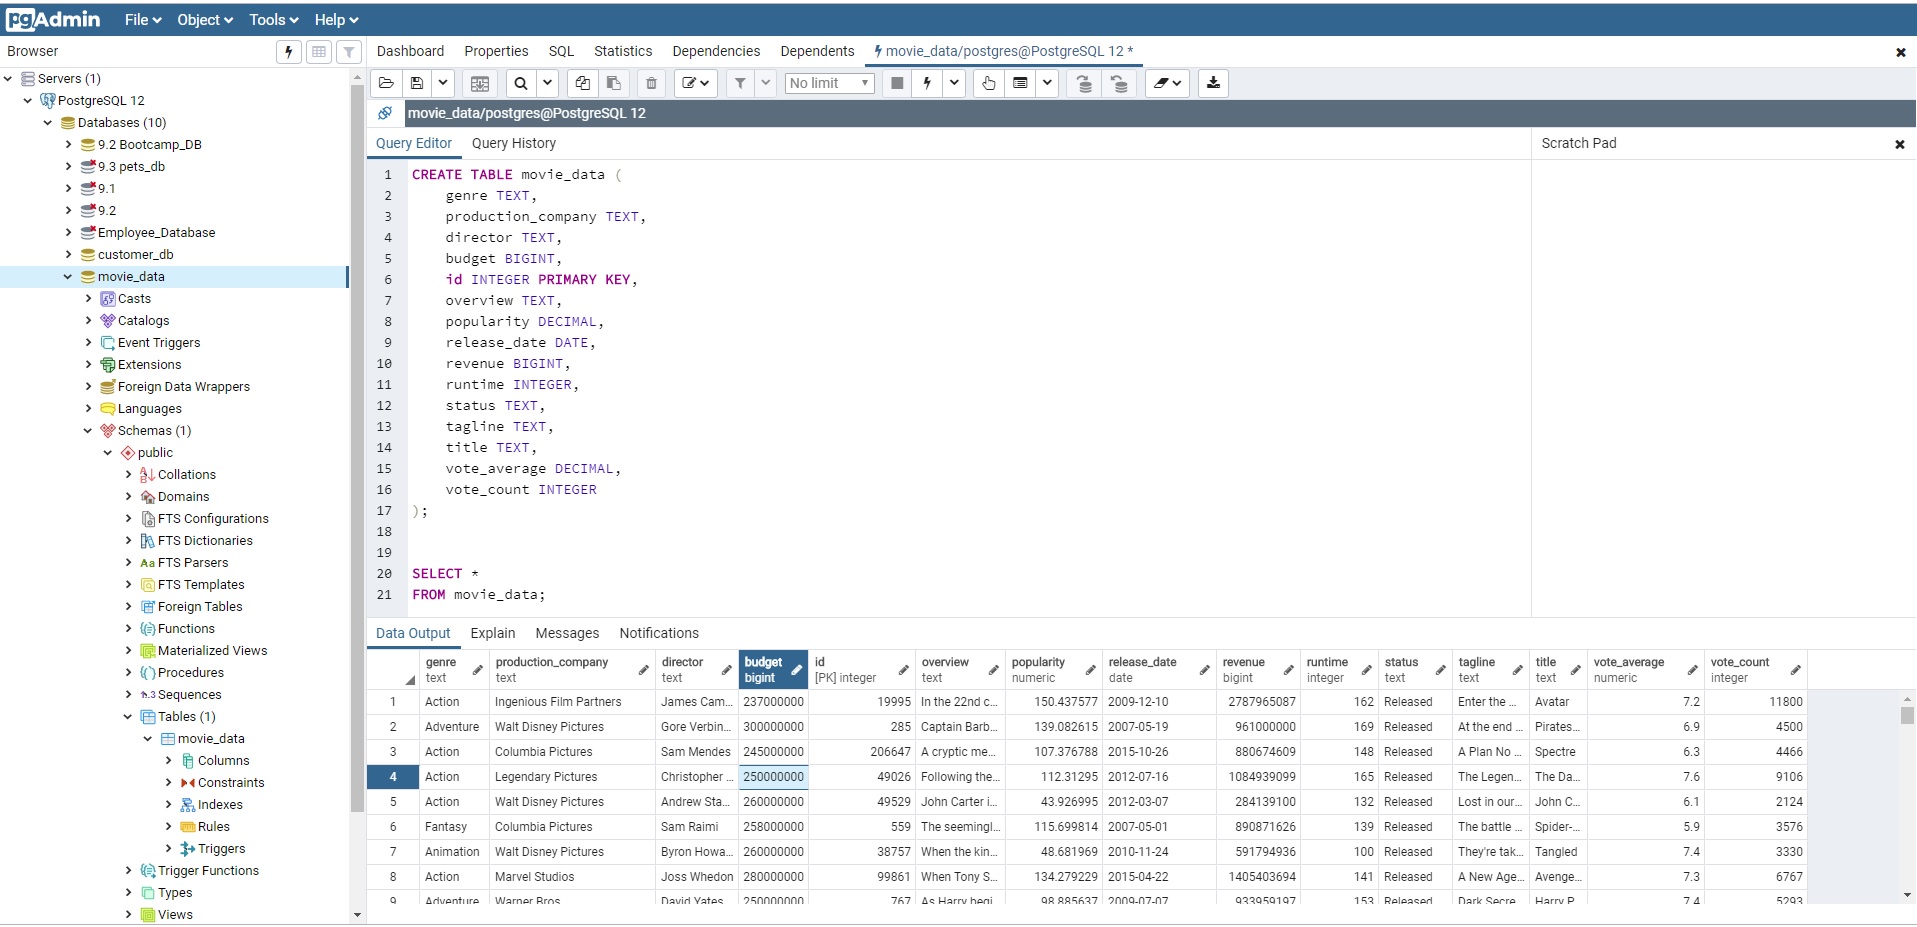 pgAdmin File Object Tools Help
Browser
Dashboard Properties SQL Statistics Dependencies Dependents movie_data/postgres@PostgreSQL 12 *
No limit
movie_data/postgres@PostgreSQL 12
Servers (1)
PostgreSQL 12
Databases (10)
9.2 Bootcamp_DB
9.3 pets_db
9.1
9.2
Employee_Database
customer_db
movie_data
Casts
Catalogs
Event Triggers
Extensions
Foreign Data Wrappers
Languages
Schemas (1)
public
Collations
Domains
FTS Configurations
FTS Dictionaries
Aa FTS Parsers
FTS Templates
Foreign Tables
Functions
Materialized Views
Procedures
1..3 Sequences
Tables (1)
movie_data
Columns
Constraints
Indexes
Rules
Triggers
Trigger Functions
Types
Views
Query Editor Query History
Scratch Pad
1 CREATE TABLE movie_data (
2 genre TEXT,
3 production_company TEXT,
4 director TEXT,
5 budget BIGINT,
6 id INTEGER PRIMARY KEY,
7 overview TEXT,
8 popularity DECIMAL,
9 release_date DATE,
10 revenue BIGINT,
11 runtime INTEGER,
12 status TEXT,
13 tagline TEXT,
14 title TEXT,
15 vote_average DECIMAL,
16 vote_count INTEGER
17 );
18
19
20 SELECT *
21 FROM movie_data;
Data Output Explain Messages Notifications
genre production_company director budget id overview popularity release_date revenue runtime status tagline title vote_average vote_count
text text text bigint [PK] integer text numeric date bigint integer text text text numeric integer
1 Action Ingenious Film Partners James Cam... 237000000 19995 In the 22nd c... 150.437577 2009-12-10 2787965087 162 Released Enter the ... Avatar 7.2 11800
2 Adventure Walt Disney Pictures Gore Verbin... 300000000 285 Captain Barb... 139.082615 2007-05-19 961000000 169 Released At the end ... Pirates... 6.9 4500
3 Action Columbia Pictures Sam Mendes 245000000 206647 A cryptic me... 107.376788 2015-10-26 880674609 148 Released A Plan No ... Spectre 6.3 4466
4 Action Legendary Pictures Christopher ... 250000000 49026 Following the... 112.31295 2012-07-16 1084939099 165 Released The Legen... The Da... 7.6 9106
5 Action Walt Disney Pictures Andrew Sta... 260000000 49529 John Carter i... 43.926995 2012-03-07 284139100 132 Released Lost in our... John C... 6.1 2124
6 Fantasy Columbia Pictures Sam Raimi 258000000 559 The seemingl... 115.699814 2007-05-01 890871626 139 Released The battle ... Spider-... 5.9 3576
7 Animation Walt Disney Pictures Byron Howa... 260000000 38757 When the kin... 48.681969 2010-11-24 591794936 100 Released They're tak... Tangled 7.4 3330
8 Action Marvel Studios Joss Whedon 280000000 99861 When Tony S... 134.279229 2015-04-22 1405403694 141 Released A New Age... Avenge... 7.3 6767
9 Adventure Warner Bros. David Yates 250000000 767 As Harry begi... 98.885637 2009-07-07 933959197 153 Released Dark Secre... Harry P... 7.4 5293